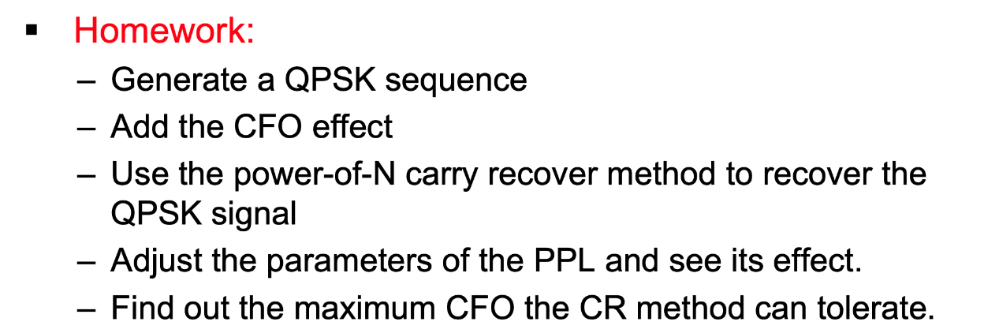 ▪ Homework:
– Generate a QPSK sequence
– Add the CFO effect
– Use the power-of-N carry recover method to recover the
QPSK signal
– Adjust the parameters of the PPL and see its effect.
– Find out the maximum CFO the CR method can tolerate.